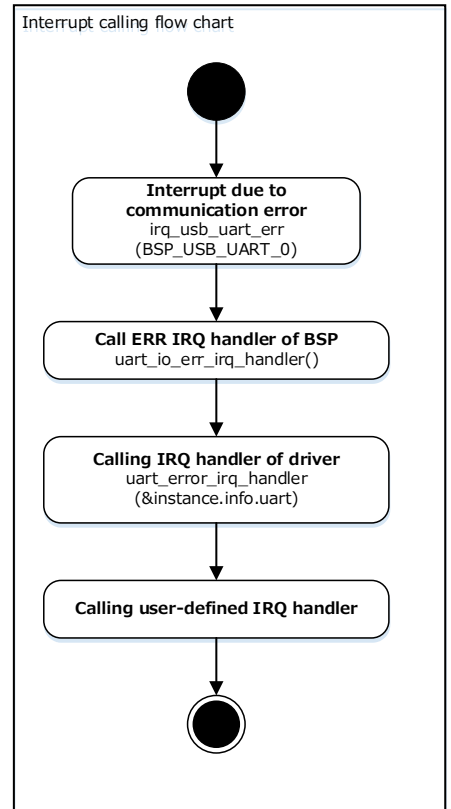 Interrupt calling flow chart
Interrupt due to
communication error
irq_usb_uart_err
(BSP_USB_UART_0)
Call ERR IRQ handler of BSP
uart_io_err_irq_handler()
Calling IRQ handler of driver
uart_error_irq_handler
(&instance.info.uart)
Calling user-defined IRQ handler